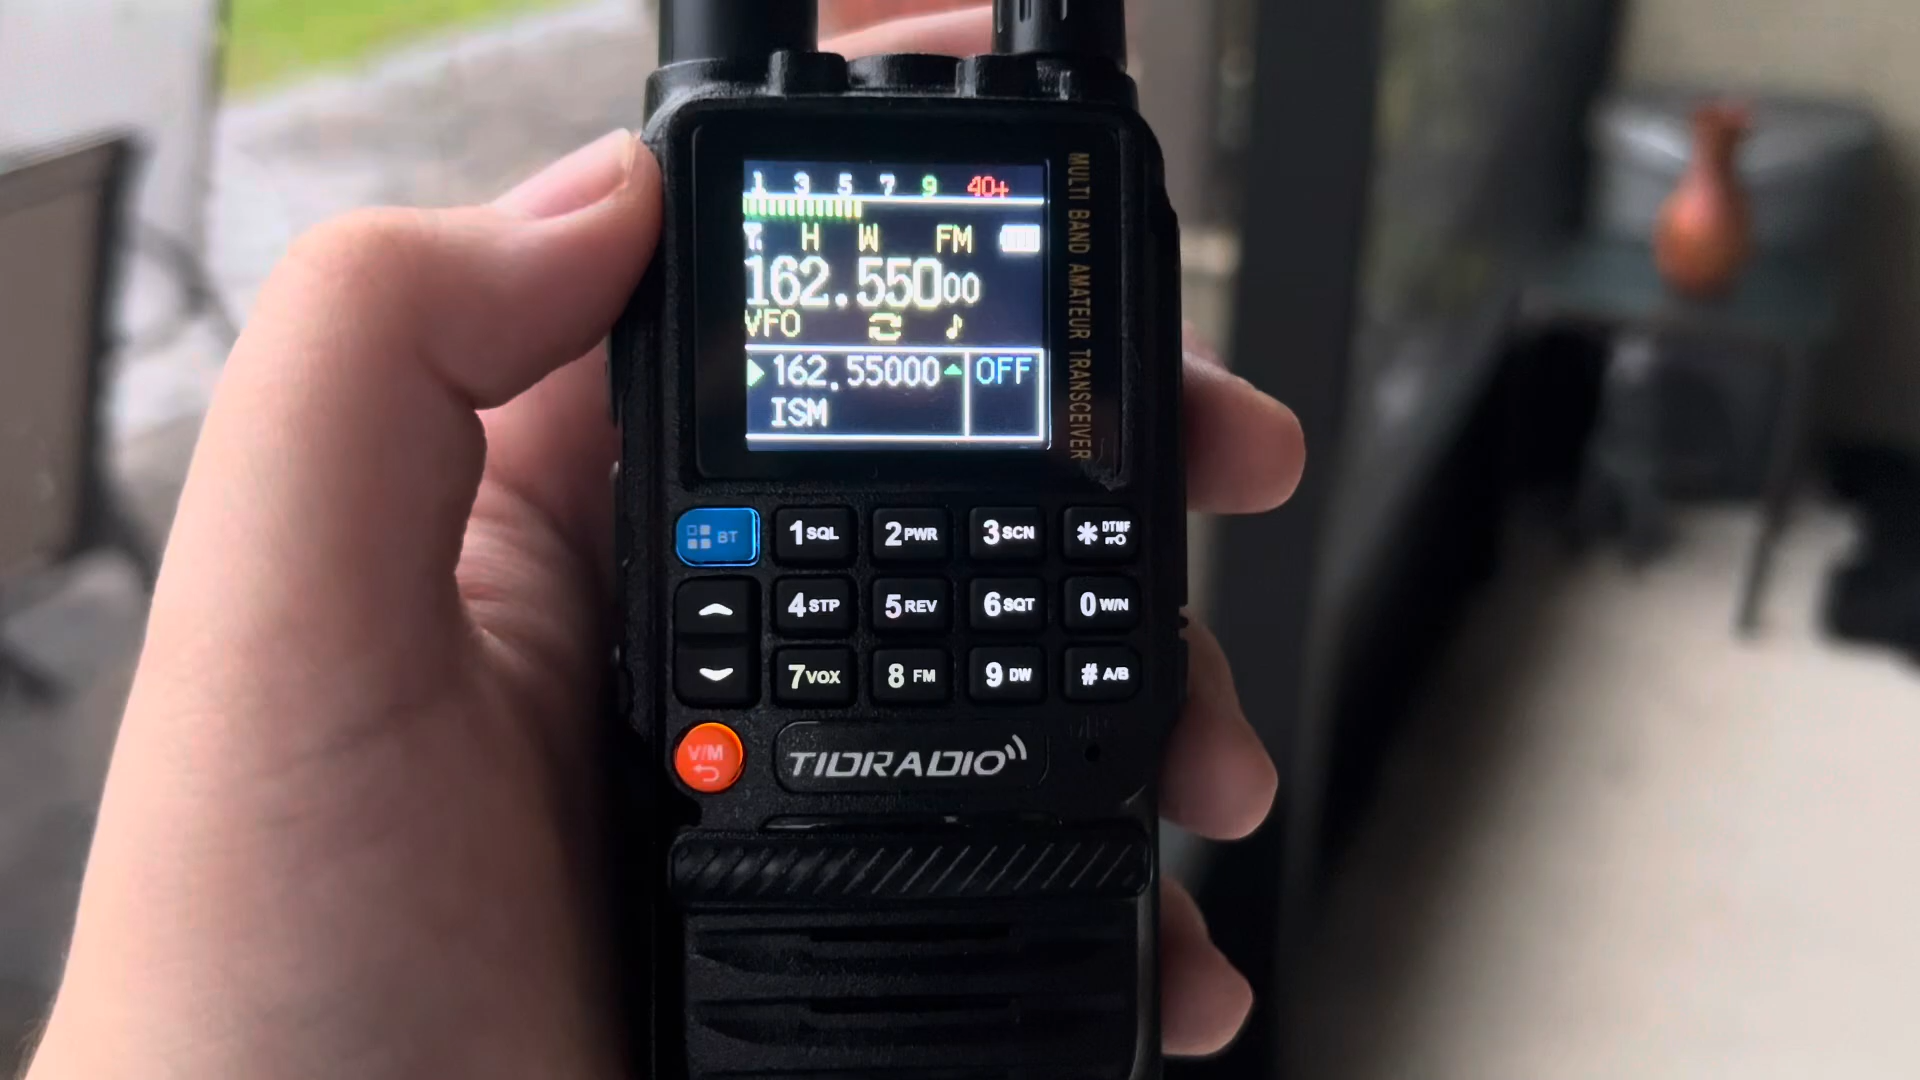 1 3 5 7 9 40+
H W FM
162.55000
VFO
162.55000 OFF
ISM
MULTI BAND AMATEUR TRANSCEIVER
BT 1 SQL 2 PWR 3 SCN * DTMF
4 STP 5 REV 6 SQT 0 W/N
7 VOX 8 FM 9 DW # A/B
V/M
TIDRADIO